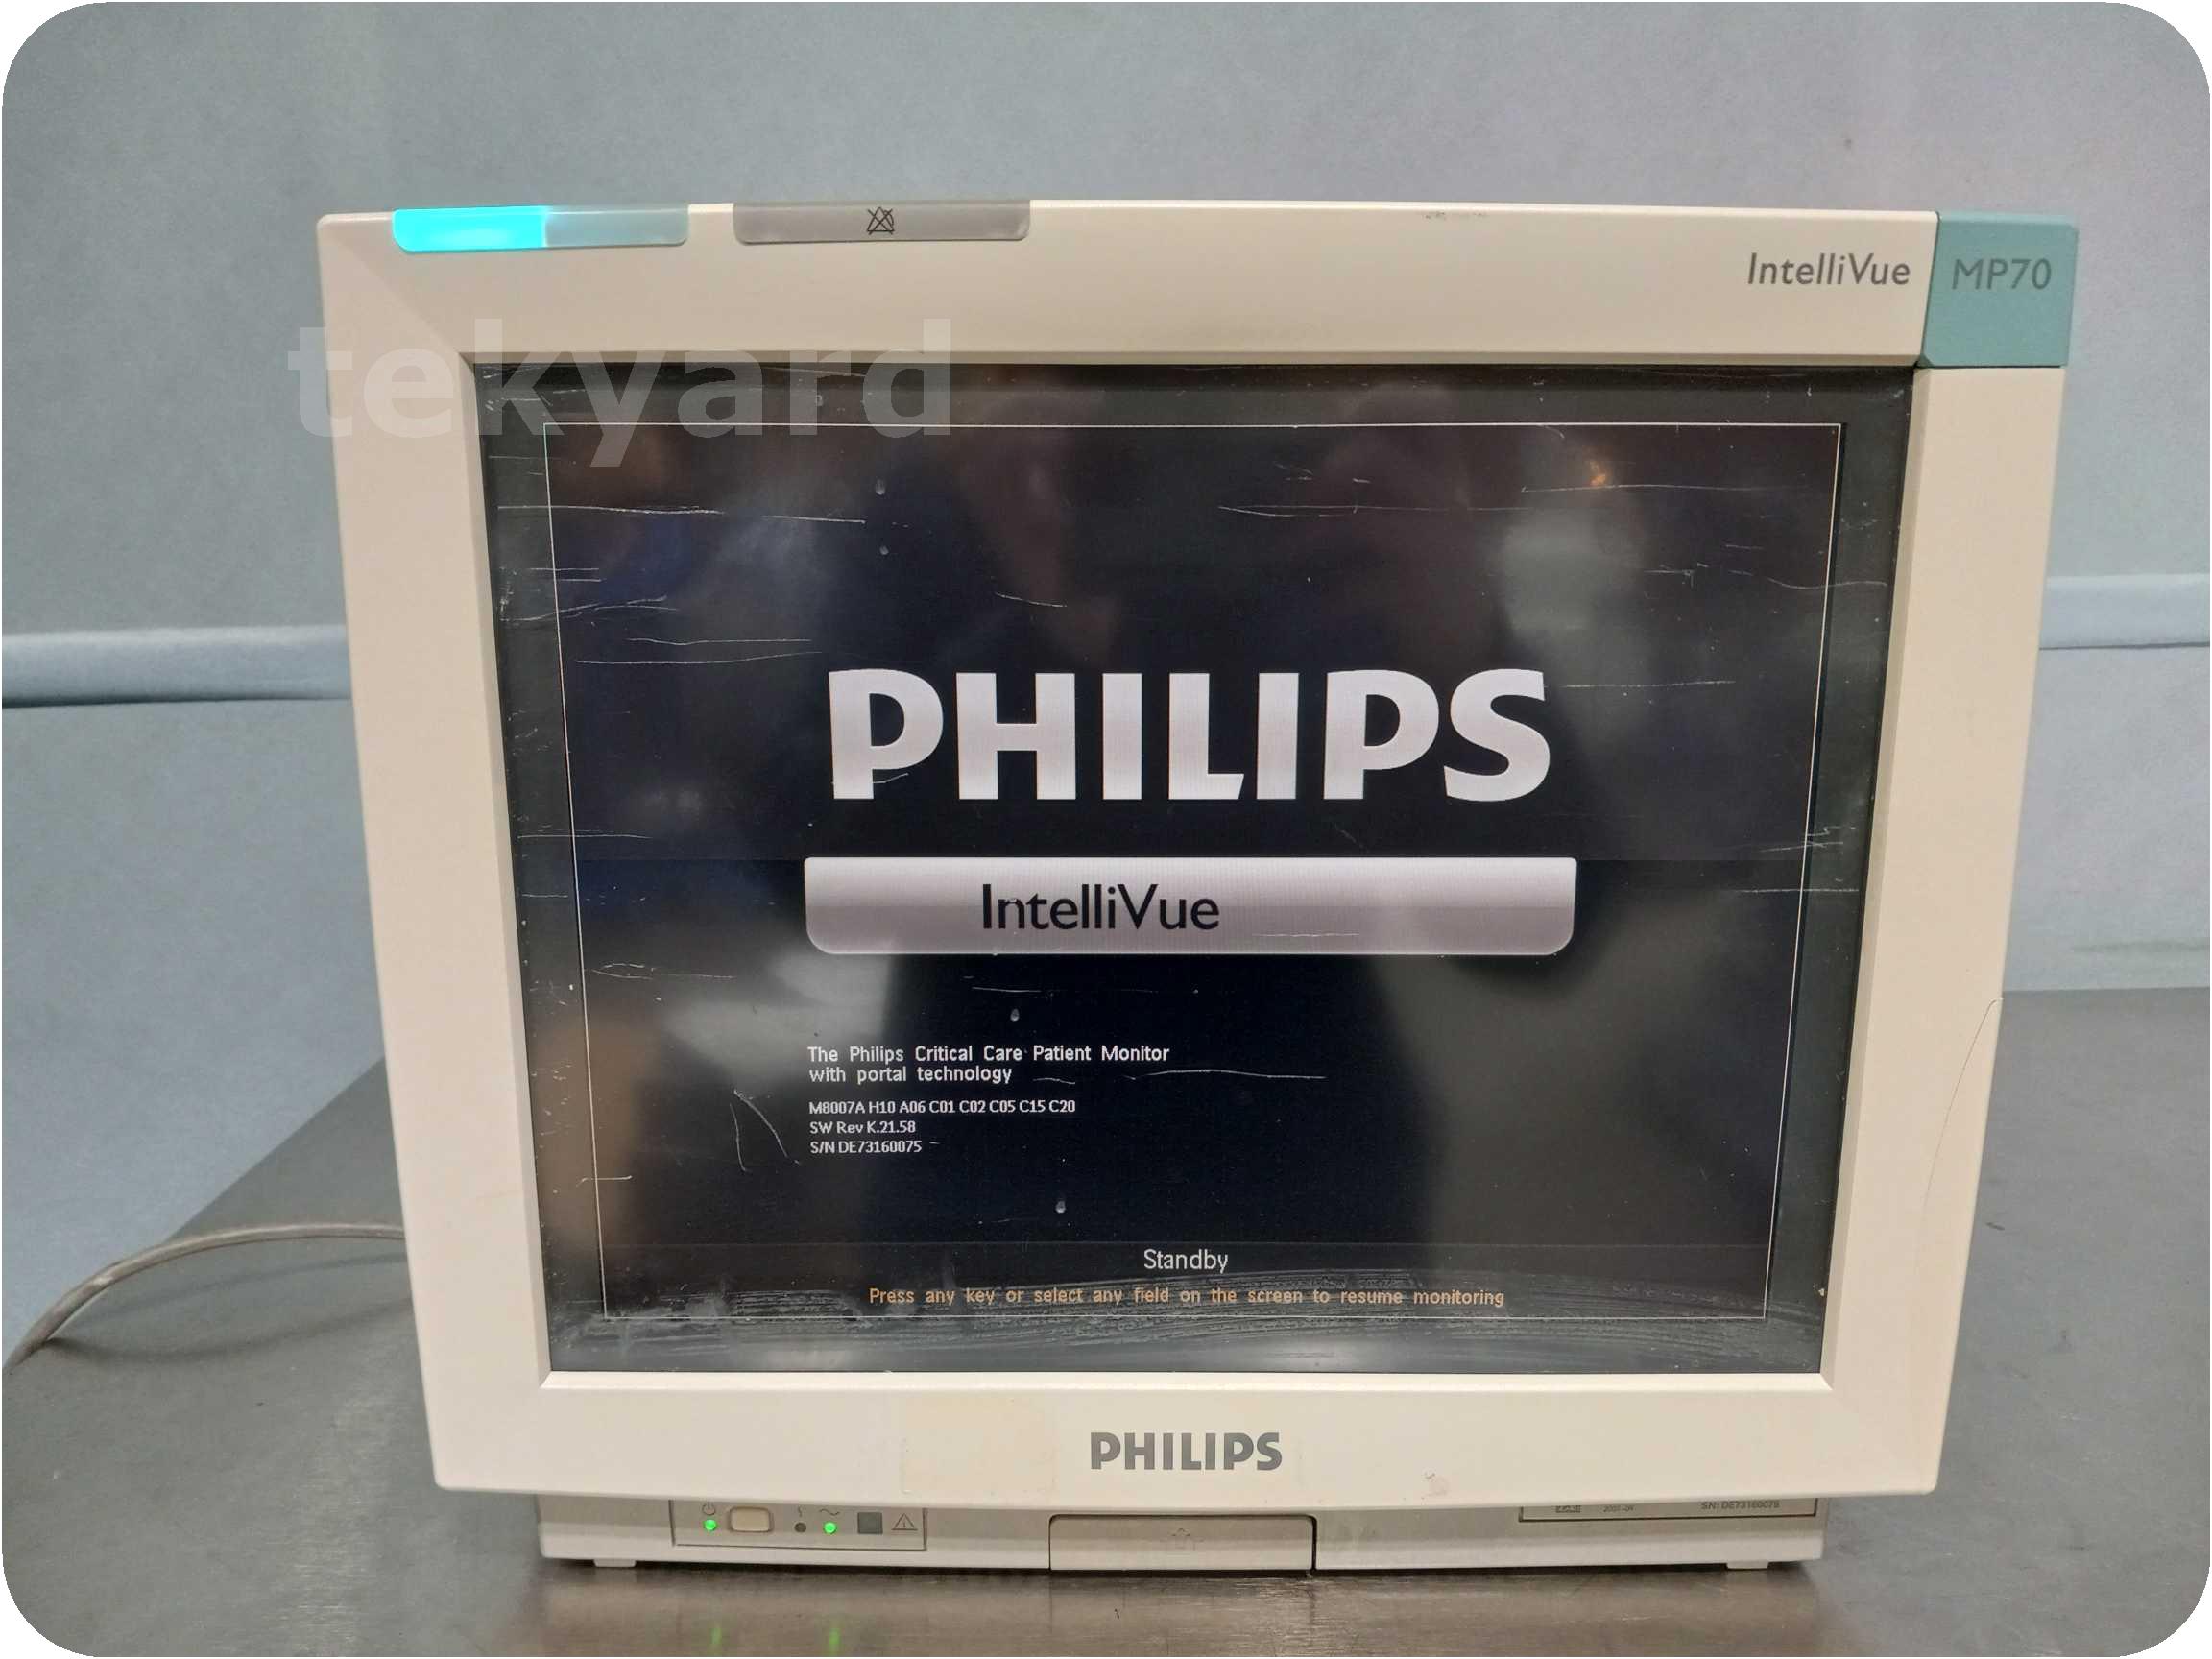 IntelliVue MP70
tekyard
PHILIPS
IntelliVue
The Philips Critical Care Patient Monitor
with portal technology
M8007A H10 A06 C01 C02 C05 C15 C20
SW Rev K.21.58
S/N DE73160075
Standby
Press any key or select any field on the screen to resume monitoring
PHILIPS
SN: DE73160075